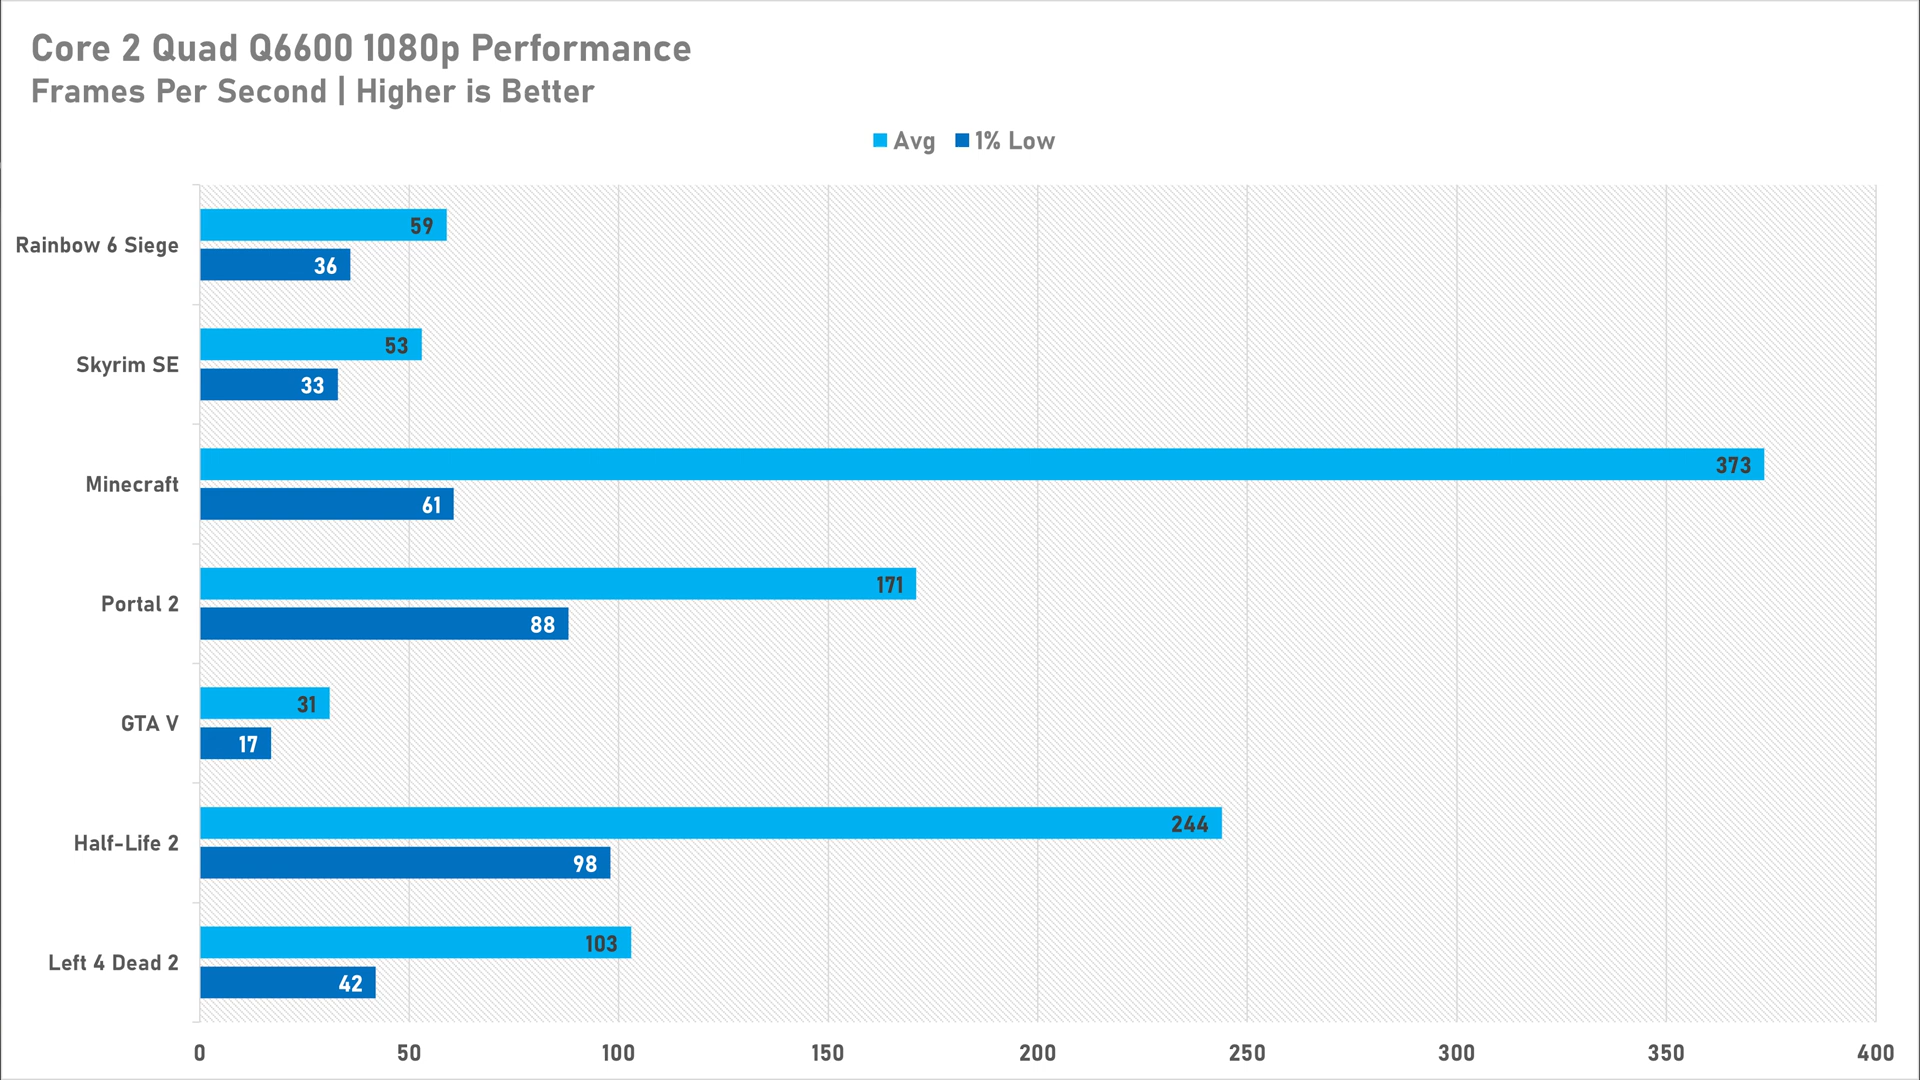 Core 2 Quad Q6600 1080p Performance
Frames Per Second | Higher is Better
Avg 1% Low
Rainbow 6 Siege
59
36
Skyrim SE
53
33
Minecraft
373
61
Portal 2
171
88
GTA V
31
17
Half-Life 2
244
98
Left 4 Dead 2
103
42
0 50 100 150 200 250 300 350 400